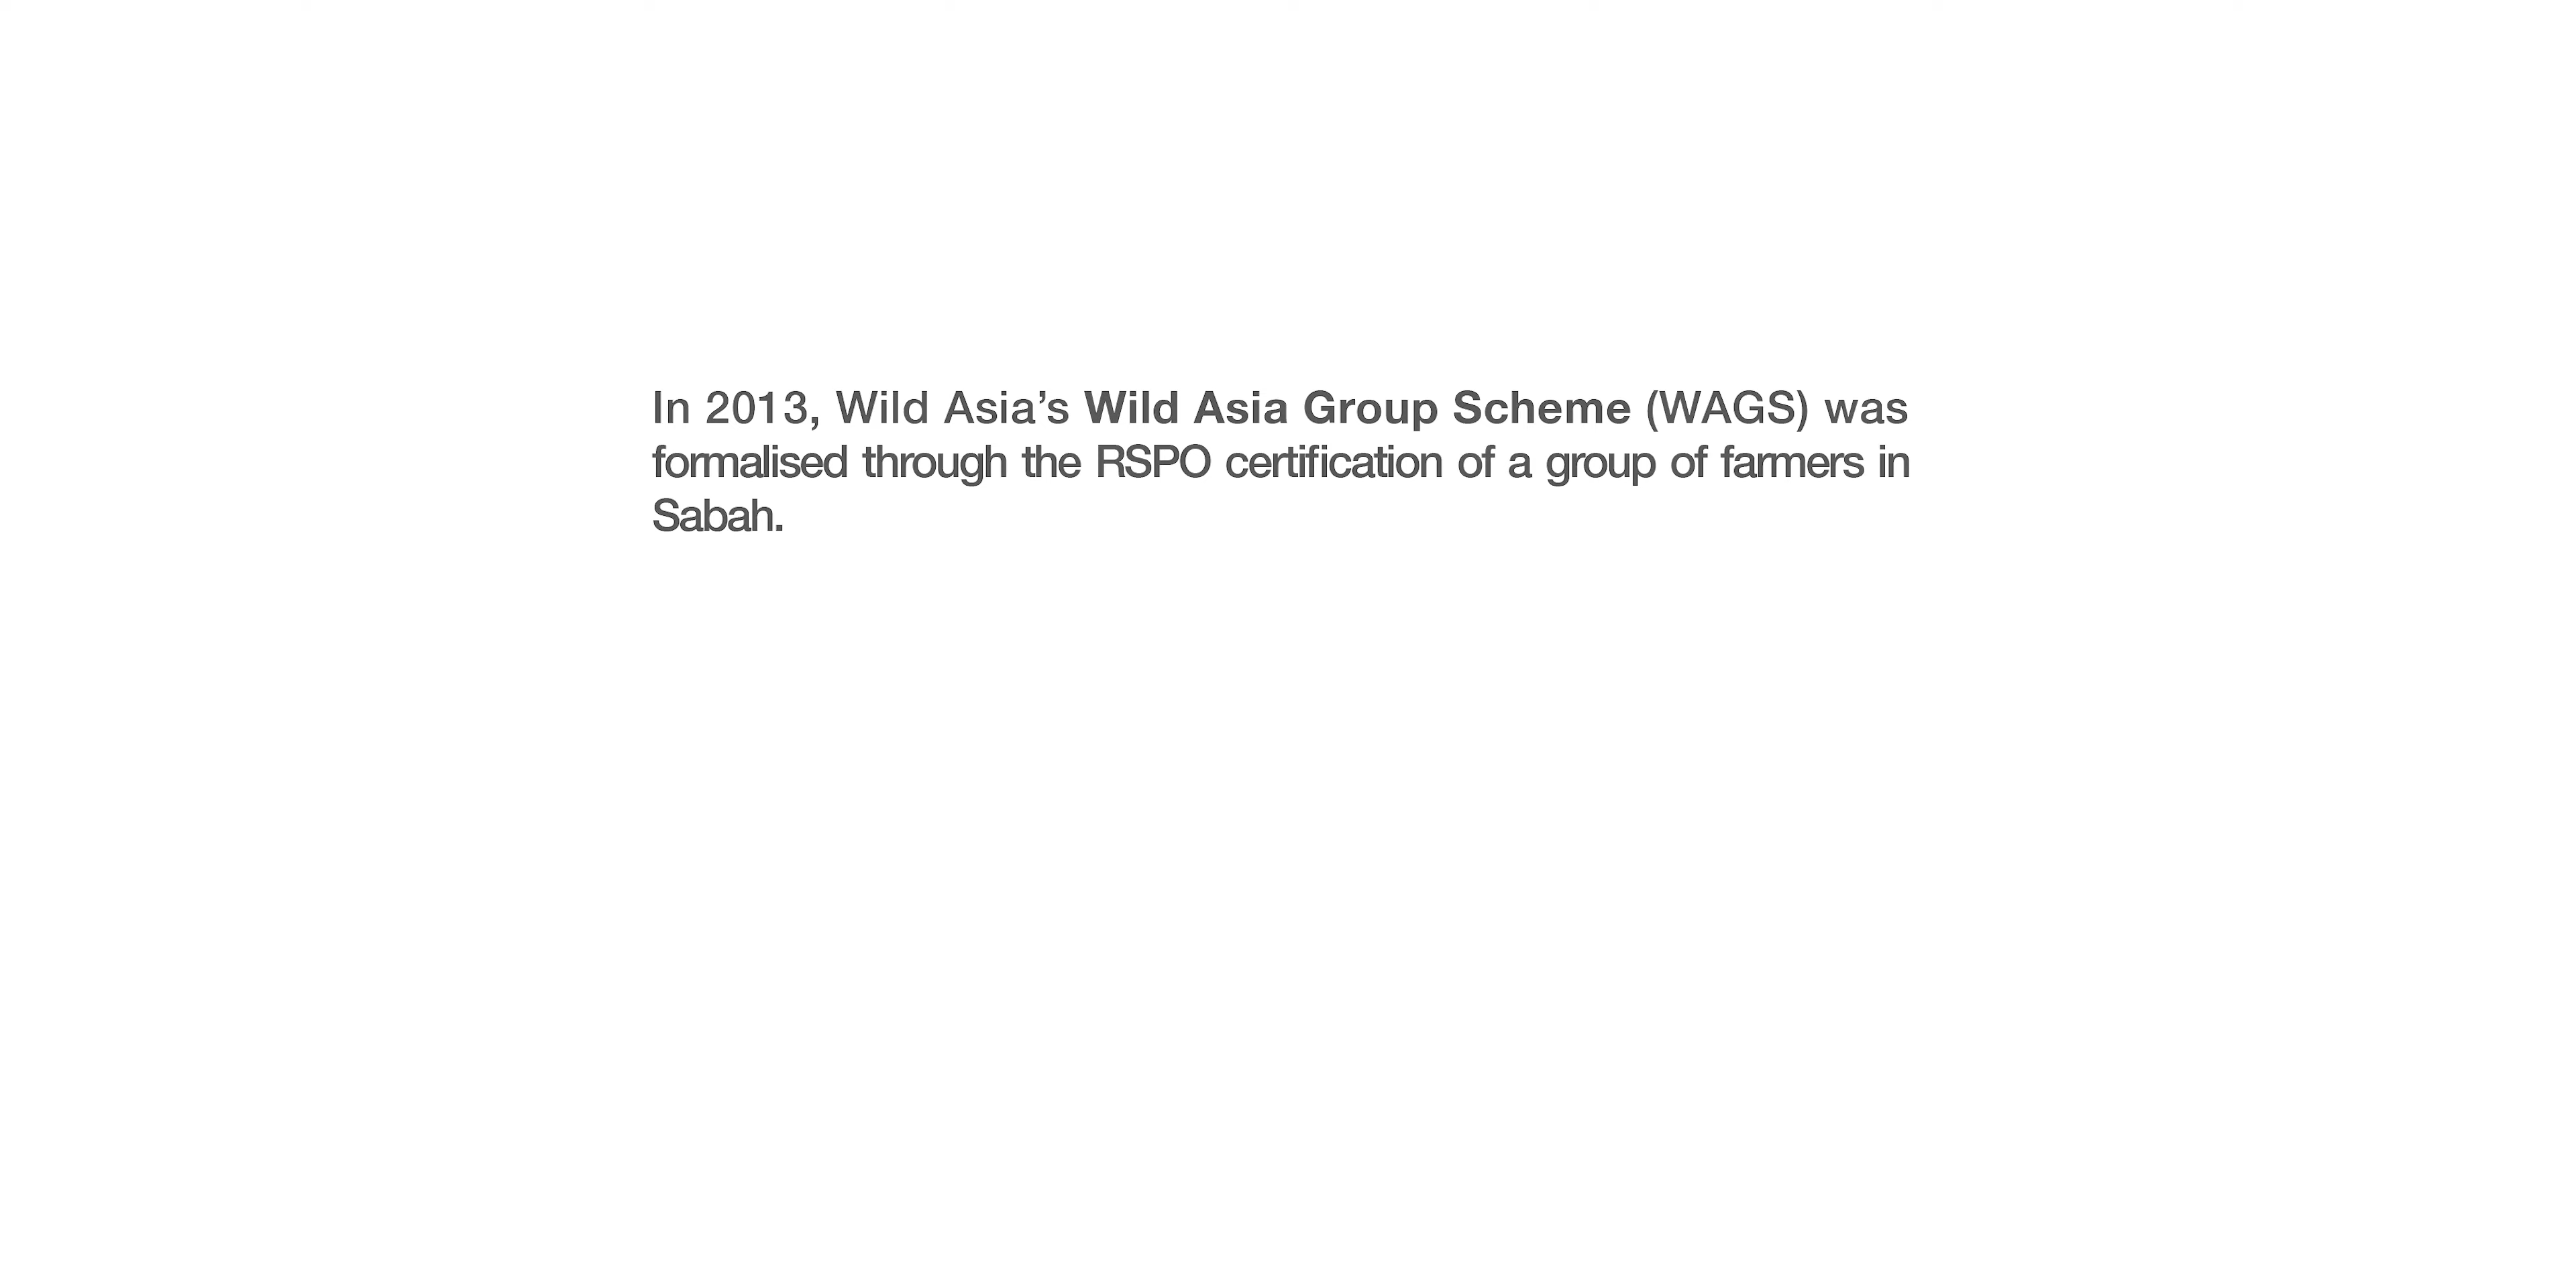 In 2013, Wild Asia’s Wild Asia Group Scheme (WAGS) was
formalised through the RSPO certification of a group of farmers in
Sabah.